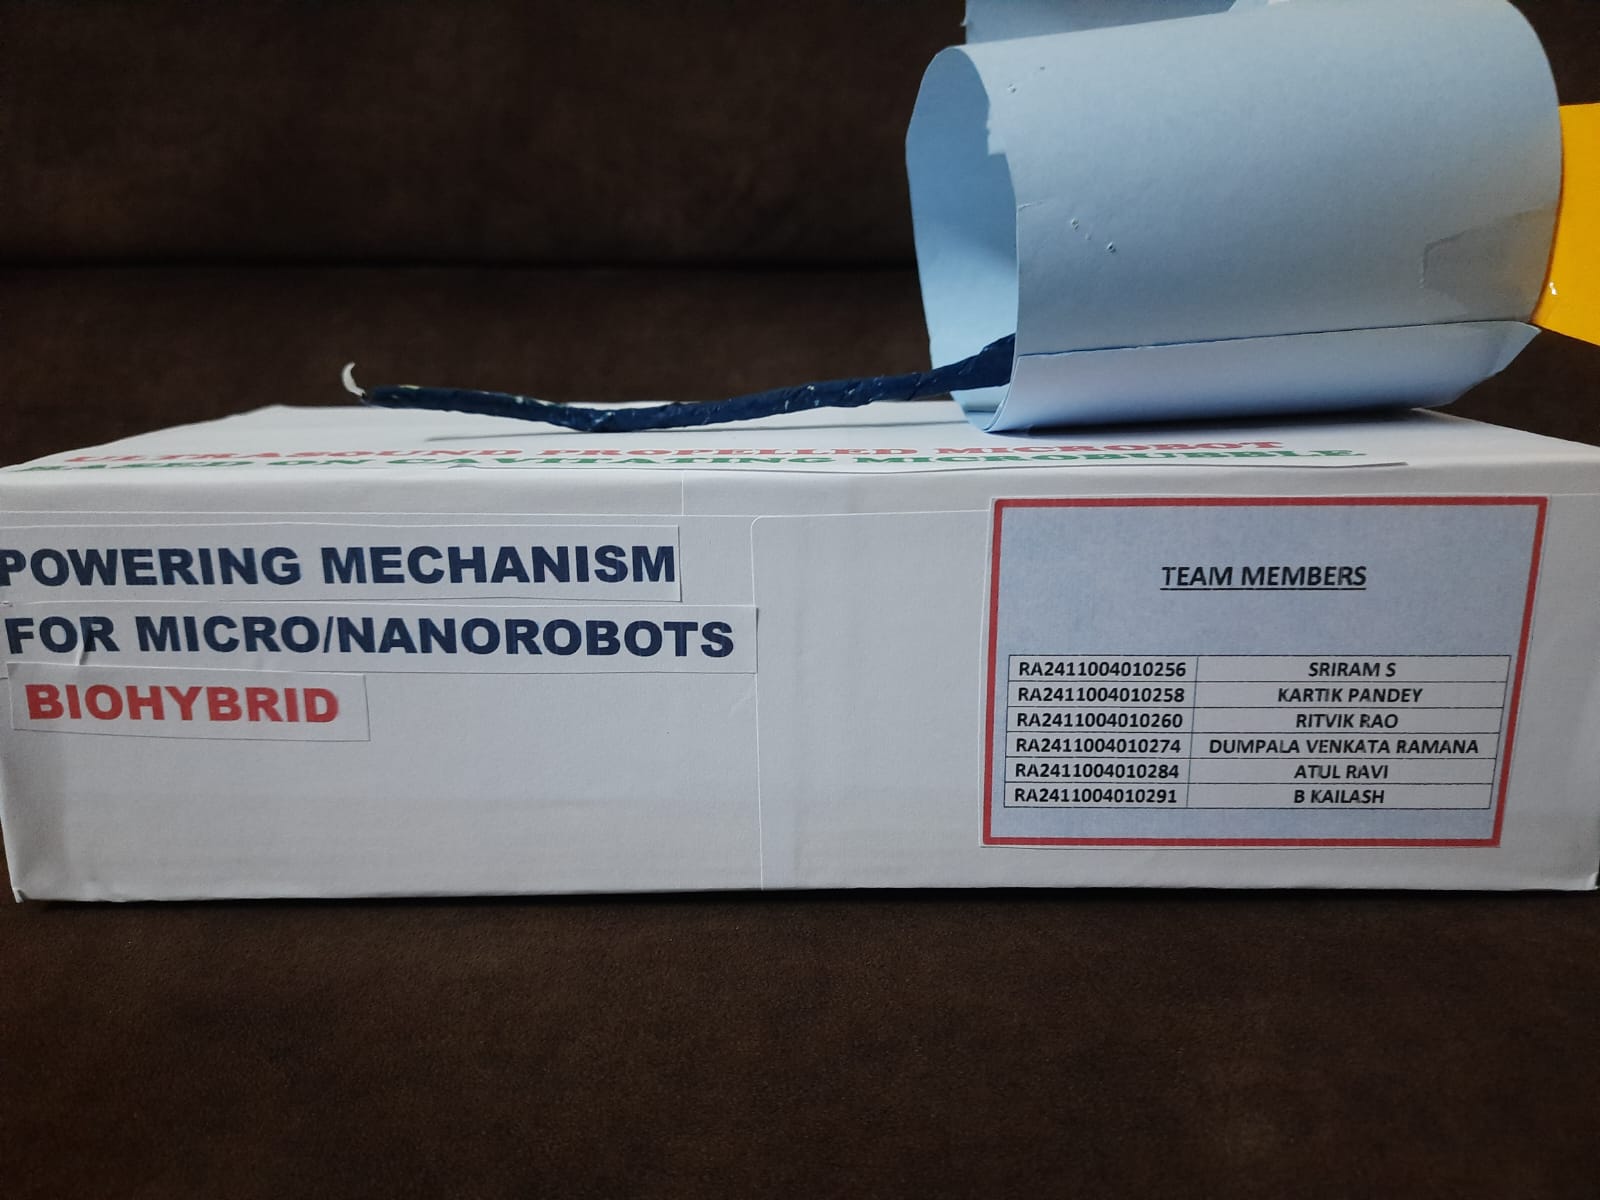 ULTRASOUND PROPELLED MICROBOT
BASED ON CAVITATING MICROBUBBLE
POWERING MECHANISM
FOR MICRO/NANOROBOTS
BIOHYBRID
TEAM MEMBERS
RA2411004010256 SRIRAM S
RA2411004010258 KARTIK PANDEY
RA2411004010260 RITVIK RAO
RA2411004010274 DUMPALA VENKATA RAMANA
RA2411004010284 ATUL RAVI
RA2411004010291 B KAILASH